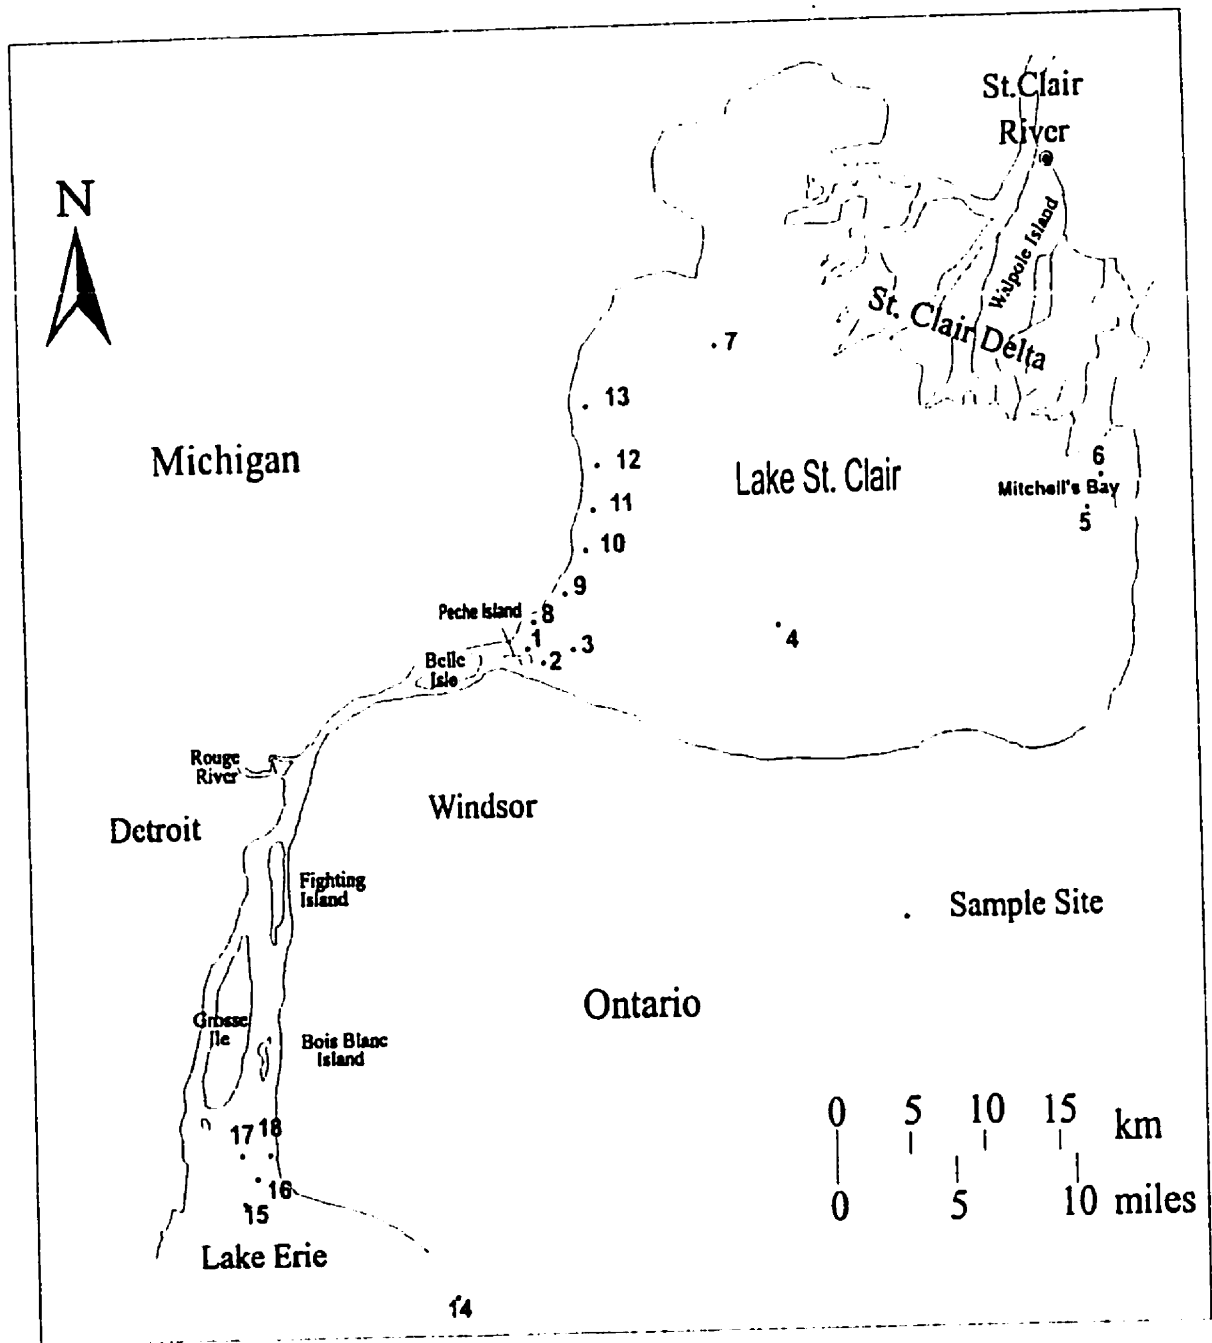 St.Clair
River
N
Walpole Island
St. Clair Delta
7
13
Michigan
12
Lake St. Clair
6
Mitchell's Bay
11
5
10
9
Peche Island
8
1
3
4
2
Belle
Isle
Rouge
River
Windsor
Detroit
Fighting
Island
Sample Site
Ontario
Grosse
Ile
Bois Blanc
Island
0 5 10 15 km
17 18
0 5 10 miles
16
15
Lake Erie
14